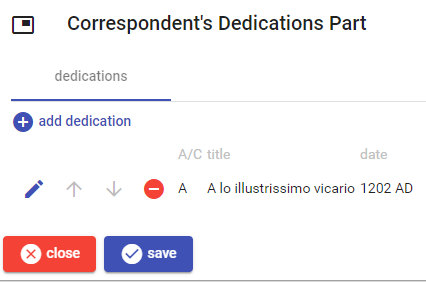 Correspondent's Dedications Part
dedications
add dedication
A/C title date
A A lo illustrissimo vicario 1202 AD
close save